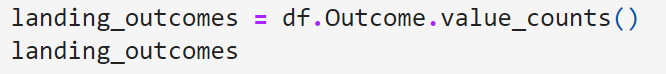 landing_outcomes = df.Outcome.value_counts()
landing_outcomes